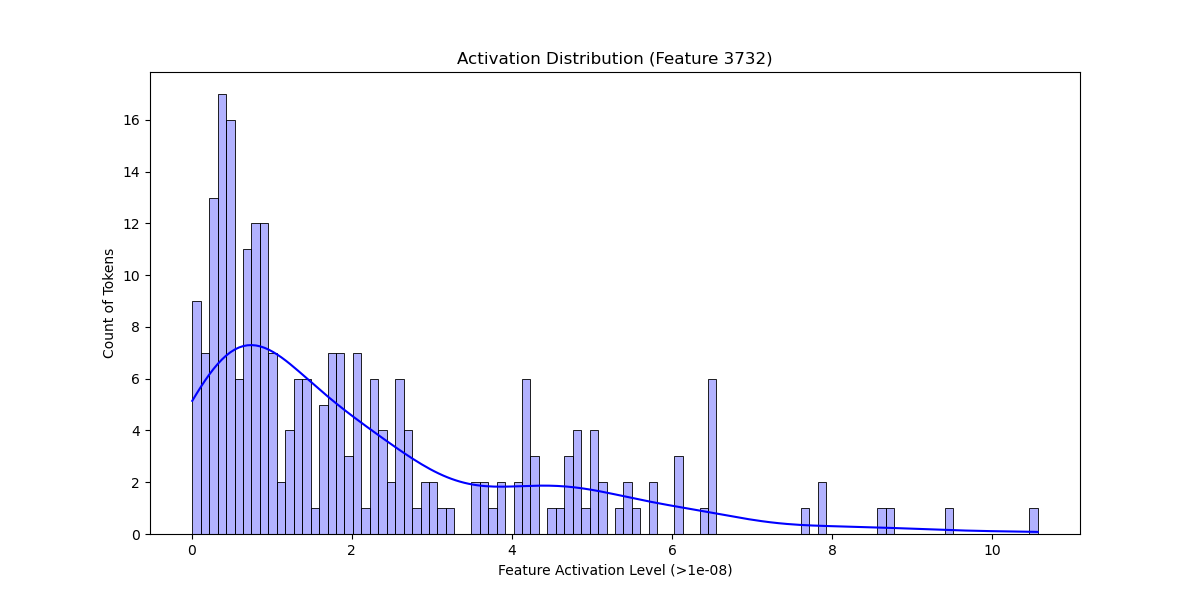 Activation Distribution (Feature 3732)
Count of Tokens
16
14
12
10
8
6
4
2
0
0 2 4 6 8 10
Feature Activation Level (>1e-08)